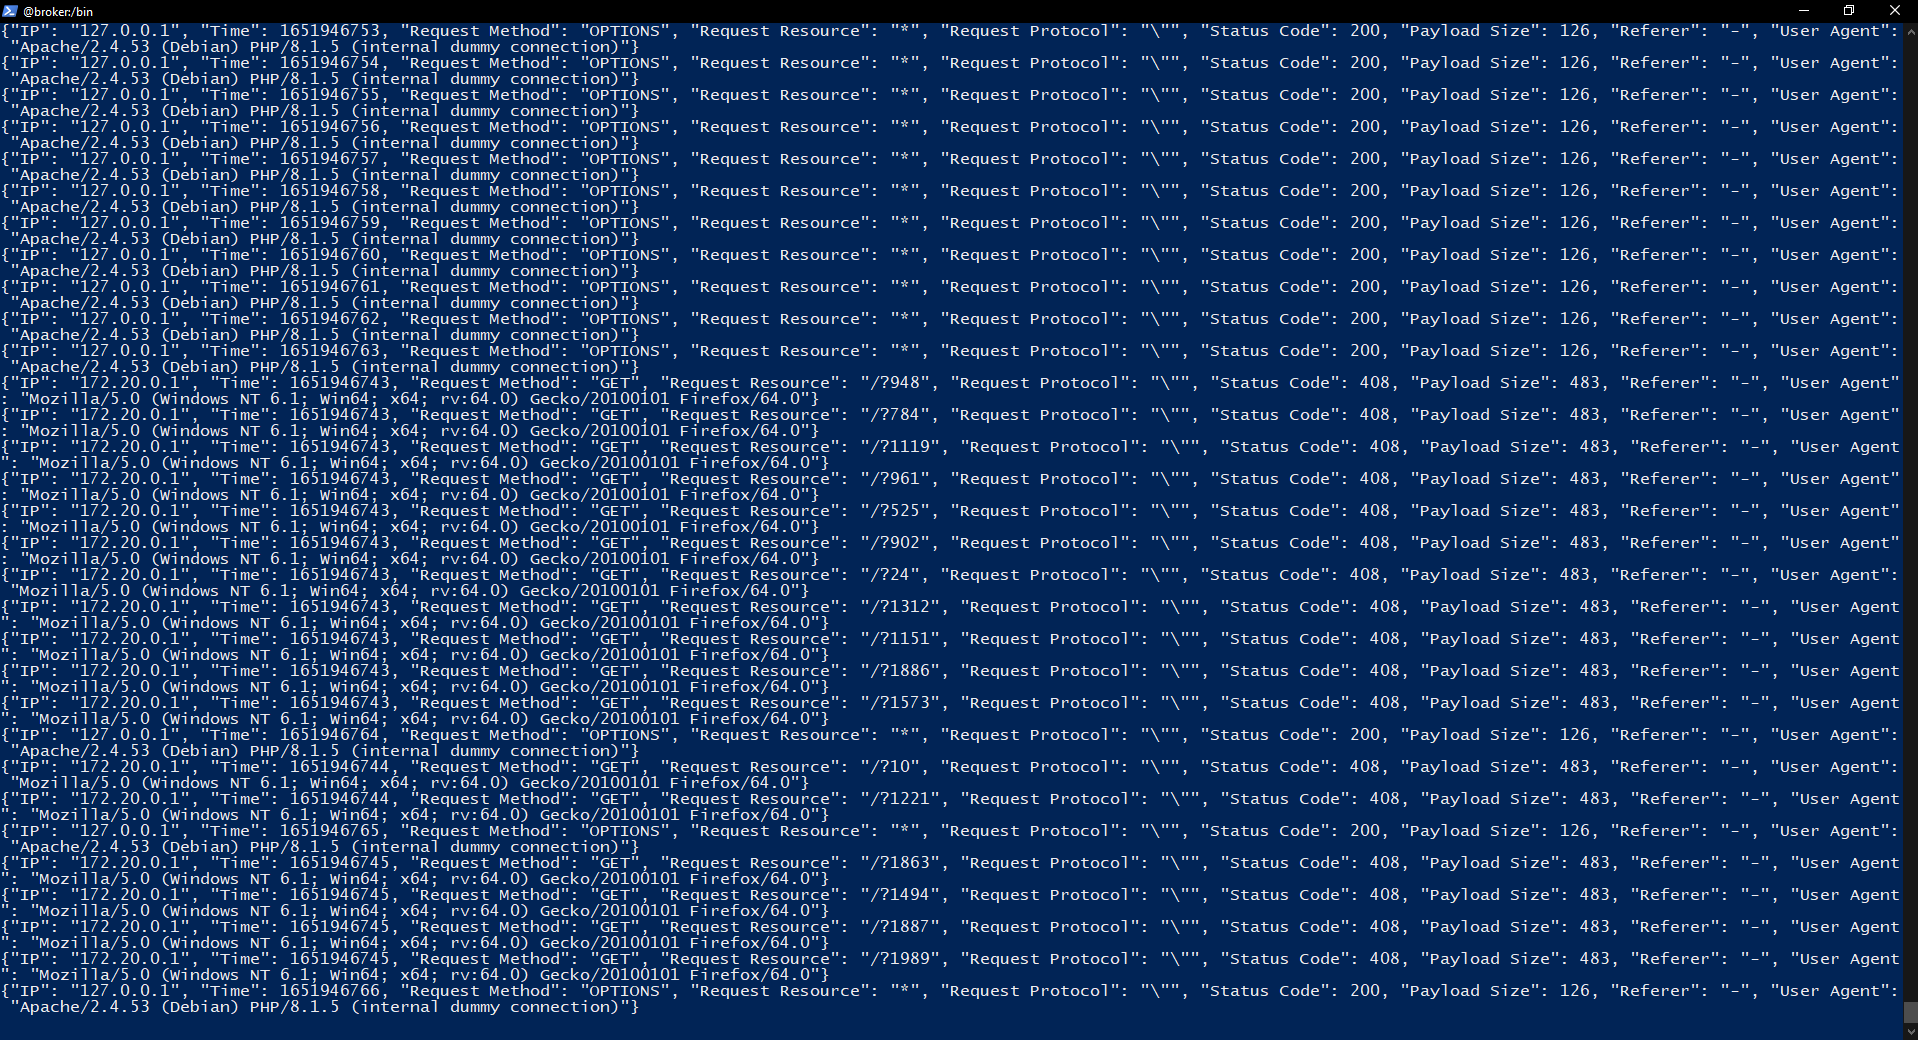 @broker:/bin
{"IP": "127.0.0.1", "Time": 1651946753, "Request Method": "OPTIONS", "Request Resource": "*", "Request Protocol": "\"", "Status Code": 200, "Payload Size": 126, "Referer": "-", "User Agent":
"Apache/2.4.53 (Debian) PHP/8.1.5 (internal dummy connection)"}
{"IP": "127.0.0.1", "Time": 1651946754, "Request Method": "OPTIONS", "Request Resource": "*", "Request Protocol": "\"", "Status Code": 200, "Payload Size": 126, "Referer": "-", "User Agent":
"Apache/2.4.53 (Debian) PHP/8.1.5 (internal dummy connection)"}
{"IP": "127.0.0.1", "Time": 1651946755, "Request Method": "OPTIONS", "Request Resource": "*", "Request Protocol": "\"", "Status Code": 200, "Payload Size": 126, "Referer": "-", "User Agent":
"Apache/2.4.53 (Debian) PHP/8.1.5 (internal dummy connection)"}
{"IP": "127.0.0.1", "Time": 1651946756, "Request Method": "OPTIONS", "Request Resource": "*", "Request Protocol": "\"", "Status Code": 200, "Payload Size": 126, "Referer": "-", "User Agent":
"Apache/2.4.53 (Debian) PHP/8.1.5 (internal dummy connection)"}
{"IP": "127.0.0.1", "Time": 1651946757, "Request Method": "OPTIONS", "Request Resource": "*", "Request Protocol": "\"", "Status Code": 200, "Payload Size": 126, "Referer": "-", "User Agent":
"Apache/2.4.53 (Debian) PHP/8.1.5 (internal dummy connection)"}
{"IP": "127.0.0.1", "Time": 1651946758, "Request Method": "OPTIONS", "Request Resource": "*", "Request Protocol": "\"", "Status Code": 200, "Payload Size": 126, "Referer": "-", "User Agent":
"Apache/2.4.53 (Debian) PHP/8.1.5 (internal dummy connection)"}
{"IP": "127.0.0.1", "Time": 1651946759, "Request Method": "OPTIONS", "Request Resource": "*", "Request Protocol": "\"", "Status Code": 200, "Payload Size": 126, "Referer": "-", "User Agent":
"Apache/2.4.53 (Debian) PHP/8.1.5 (internal dummy connection)"}
{"IP": "127.0.0.1", "Time": 1651946760, "Request Method": "OPTIONS", "Request Resource": "*", "Request Protocol": "\"", "Status Code": 200, "Payload Size": 126, "Referer": "-", "User Agent":
"Apache/2.4.53 (Debian) PHP/8.1.5 (internal dummy connection)"}
{"IP": "127.0.0.1", "Time": 1651946761, "Request Method": "OPTIONS", "Request Resource": "*", "Request Protocol": "\"", "Status Code": 200, "Payload Size": 126, "Referer": "-", "User Agent":
"Apache/2.4.53 (Debian) PHP/8.1.5 (internal dummy connection)"}
{"IP": "127.0.0.1", "Time": 1651946762, "Request Method": "OPTIONS", "Request Resource": "*", "Request Protocol": "\"", "Status Code": 200, "Payload Size": 126, "Referer": "-", "User Agent":
"Apache/2.4.53 (Debian) PHP/8.1.5 (internal dummy connection)"}
{"IP": "127.0.0.1", "Time": 1651946763, "Request Method": "OPTIONS", "Request Resource": "*", "Request Protocol": "\"", "Status Code": 200, "Payload Size": 126, "Referer": "-", "User Agent":
"Apache/2.4.53 (Debian) PHP/8.1.5 (internal dummy connection)"}
{"IP": "172.20.0.1", "Time": 1651946743, "Request Method": "GET", "Request Resource": "/?948", "Request Protocol": "\"", "Status Code": 408, "Payload Size": 483, "Referer": "-", "User Agent"
: "Mozilla/5.0 (Windows NT 6.1; Win64; x64; rv:64.0) Gecko/20100101 Firefox/64.0"}
{"IP": "172.20.0.1", "Time": 1651946743, "Request Method": "GET", "Request Resource": "/?784", "Request Protocol": "\"", "Status Code": 408, "Payload Size": 483, "Referer": "-", "User Agent"
: "Mozilla/5.0 (Windows NT 6.1; Win64; x64; rv:64.0) Gecko/20100101 Firefox/64.0"}
{"IP": "172.20.0.1", "Time": 1651946743, "Request Method": "GET", "Request Resource": "/?1119", "Request Protocol": "\"", "Status Code": 408, "Payload Size": 483, "Referer": "-", "User Agent
": "Mozilla/5.0 (Windows NT 6.1; Win64; x64; rv:64.0) Gecko/20100101 Firefox/64.0"}
{"IP": "172.20.0.1", "Time": 1651946743, "Request Method": "GET", "Request Resource": "/?961", "Request Protocol": "\"", "Status Code": 408, "Payload Size": 483, "Referer": "-", "User Agent"
: "Mozilla/5.0 (Windows NT 6.1; Win64; x64; rv:64.0) Gecko/20100101 Firefox/64.0"}
{"IP": "172.20.0.1", "Time": 1651946743, "Request Method": "GET", "Request Resource": "/?525", "Request Protocol": "\"", "Status Code": 408, "Payload Size": 483, "Referer": "-", "User Agent"
: "Mozilla/5.0 (Windows NT 6.1; Win64; x64; rv:64.0) Gecko/20100101 Firefox/64.0"}
{"IP": "172.20.0.1", "Time": 1651946743, "Request Method": "GET", "Request Resource": "/?902", "Request Protocol": "\"", "Status Code": 408, "Payload Size": 483, "Referer": "-", "User Agent"
: "Mozilla/5.0 (Windows NT 6.1; Win64; x64; rv:64.0) Gecko/20100101 Firefox/64.0"}
{"IP": "172.20.0.1", "Time": 1651946743, "Request Method": "GET", "Request Resource": "/?24", "Request Protocol": "\"", "Status Code": 408, "Payload Size": 483, "Referer": "-", "User Agent":
"Mozilla/5.0 (Windows NT 6.1; Win64; x64; rv:64.0) Gecko/20100101 Firefox/64.0"}
{"IP": "172.20.0.1", "Time": 1651946743, "Request Method": "GET", "Request Resource": "/?1312", "Request Protocol": "\"", "Status Code": 408, "Payload Size": 483, "Referer": "-", "User Agent
": "Mozilla/5.0 (Windows NT 6.1; Win64; x64; rv:64.0) Gecko/20100101 Firefox/64.0"}
{"IP": "172.20.0.1", "Time": 1651946743, "Request Method": "GET", "Request Resource": "/?1151", "Request Protocol": "\"", "Status Code": 408, "Payload Size": 483, "Referer": "-", "User Agent
": "Mozilla/5.0 (Windows NT 6.1; Win64; x64; rv:64.0) Gecko/20100101 Firefox/64.0"}
{"IP": "172.20.0.1", "Time": 1651946743, "Request Method": "GET", "Request Resource": "/?1886", "Request Protocol": "\"", "Status Code": 408, "Payload Size": 483, "Referer": "-", "User Agent
": "Mozilla/5.0 (Windows NT 6.1; Win64; x64; rv:64.0) Gecko/20100101 Firefox/64.0"}
{"IP": "172.20.0.1", "Time": 1651946743, "Request Method": "GET", "Request Resource": "/?1573", "Request Protocol": "\"", "Status Code": 408, "Payload Size": 483, "Referer": "-", "User Agent
": "Mozilla/5.0 (Windows NT 6.1; Win64; x64; rv:64.0) Gecko/20100101 Firefox/64.0"}
{"IP": "127.0.0.1", "Time": 1651946764, "Request Method": "OPTIONS", "Request Resource": "*", "Request Protocol": "\"", "Status Code": 200, "Payload Size": 126, "Referer": "-", "User Agent":
"Apache/2.4.53 (Debian) PHP/8.1.5 (internal dummy connection)"}
{"IP": "172.20.0.1", "Time": 1651946744, "Request Method": "GET", "Request Resource": "/?10", "Request Protocol": "\"", "Status Code": 408, "Payload Size": 483, "Referer": "-", "User Agent":
"Mozilla/5.0 (Windows NT 6.1; Win64; x64; rv:64.0) Gecko/20100101 Firefox/64.0"}
{"IP": "172.20.0.1", "Time": 1651946744, "Request Method": "GET", "Request Resource": "/?1221", "Request Protocol": "\"", "Status Code": 408, "Payload Size": 483, "Referer": "-", "User Agent
": "Mozilla/5.0 (Windows NT 6.1; Win64; x64; rv:64.0) Gecko/20100101 Firefox/64.0"}
{"IP": "127.0.0.1", "Time": 1651946765, "Request Method": "OPTIONS", "Request Resource": "*", "Request Protocol": "\"", "Status Code": 200, "Payload Size": 126, "Referer": "-", "User Agent":
"Apache/2.4.53 (Debian) PHP/8.1.5 (internal dummy connection)"}
{"IP": "172.20.0.1", "Time": 1651946745, "Request Method": "GET", "Request Resource": "/?1863", "Request Protocol": "\"", "Status Code": 408, "Payload Size": 483, "Referer": "-", "User Agent
": "Mozilla/5.0 (Windows NT 6.1; Win64; x64; rv:64.0) Gecko/20100101 Firefox/64.0"}
{"IP": "172.20.0.1", "Time": 1651946745, "Request Method": "GET", "Request Resource": "/?1494", "Request Protocol": "\"", "Status Code": 408, "Payload Size": 483, "Referer": "-", "User Agent
": "Mozilla/5.0 (Windows NT 6.1; Win64; x64; rv:64.0) Gecko/20100101 Firefox/64.0"}
{"IP": "172.20.0.1", "Time": 1651946745, "Request Method": "GET", "Request Resource": "/?1887", "Request Protocol": "\"", "Status Code": 408, "Payload Size": 483, "Referer": "-", "User Agent
": "Mozilla/5.0 (Windows NT 6.1; Win64; x64; rv:64.0) Gecko/20100101 Firefox/64.0"}
{"IP": "172.20.0.1", "Time": 1651946745, "Request Method": "GET", "Request Resource": "/?1989", "Request Protocol": "\"", "Status Code": 408, "Payload Size": 483, "Referer": "-", "User Agent
": "Mozilla/5.0 (Windows NT 6.1; Win64; x64; rv:64.0) Gecko/20100101 Firefox/64.0"}
{"IP": "127.0.0.1", "Time": 1651946766, "Request Method": "OPTIONS", "Request Resource": "*", "Request Protocol": "\"", "Status Code": 200, "Payload Size": 126, "Referer": "-", "User Agent":
"Apache/2.4.53 (Debian) PHP/8.1.5 (internal dummy connection)"}